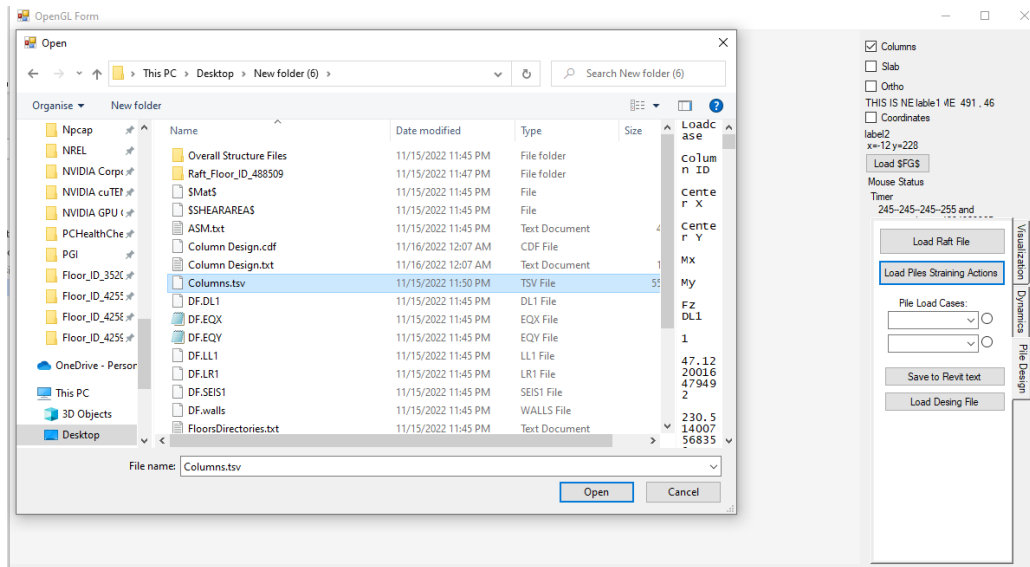 OpenGL Form
Open
This PC > Desktop > New folder (6) >
Search New folder (6)
Organise
New folder
Npcap
NREL
NVIDIA Corpo
NVIDIA cuTEN
NVIDIA GPU
PCHealthChe
PGI
Floor_ID_3520
Floor_ID_4255
Floor_ID_4258
Floor_ID_4259
OneDrive - Person
This PC
3D Objects
Desktop
Name Date modified Type Size
Overall Structure Files 11/15/2022 11:45 PM File folder
Raft_Floor_ID_488509 11/15/2022 11:47 PM File folder
$Mat$ 11/15/2022 11:45 PM File
$SHEARAREA$ 11/15/2022 11:45 PM File
ASM.txt 11/15/2022 11:45 PM Text Document
Column Design.cdf 11/16/2022 12:07 AM CDF File
Column Design.txt 11/16/2022 12:07 AM Text Document 1
Columns.tsv 11/15/2022 11:50 PM TSV File 55
DF.DL1 11/15/2022 11:45 PM DL1 File
DF.EQX 11/15/2022 11:45 PM EQX File
DF.EQY 11/15/2022 11:45 PM EQY File
DF.LL1 11/15/2022 11:45 PM LL1 File
DF.LR1 11/15/2022 11:45 PM LR1 File
DF.SEIS1 11/15/2022 11:45 PM SEIS1 File
DF.walls 11/15/2022 11:45 PM WALLS File
FloorsDirectories.txt 11/15/2022 11:45 PM Text Document
Loadc
ase
Colum
n ID
Cente
r X
Cente
r Y
Mx
My
Fz
DL1
1
47.12
20016
47949
2
230.5
14007
56835
File name: Columns.tsv
Open
Cancel
Columns
Slab
Ortho
THIS IS NE lable1 ME 491 , 46
Coordinates
label2
x=-12 y=228
Load $FG$
Mouse Status
Timer
245--245-245-255 and
Load Raft File
Load Piles Straining Actions
Pile Load Cases:
Save to Revit text
Load Desing File
Visualization
Dynamics
Pile Design